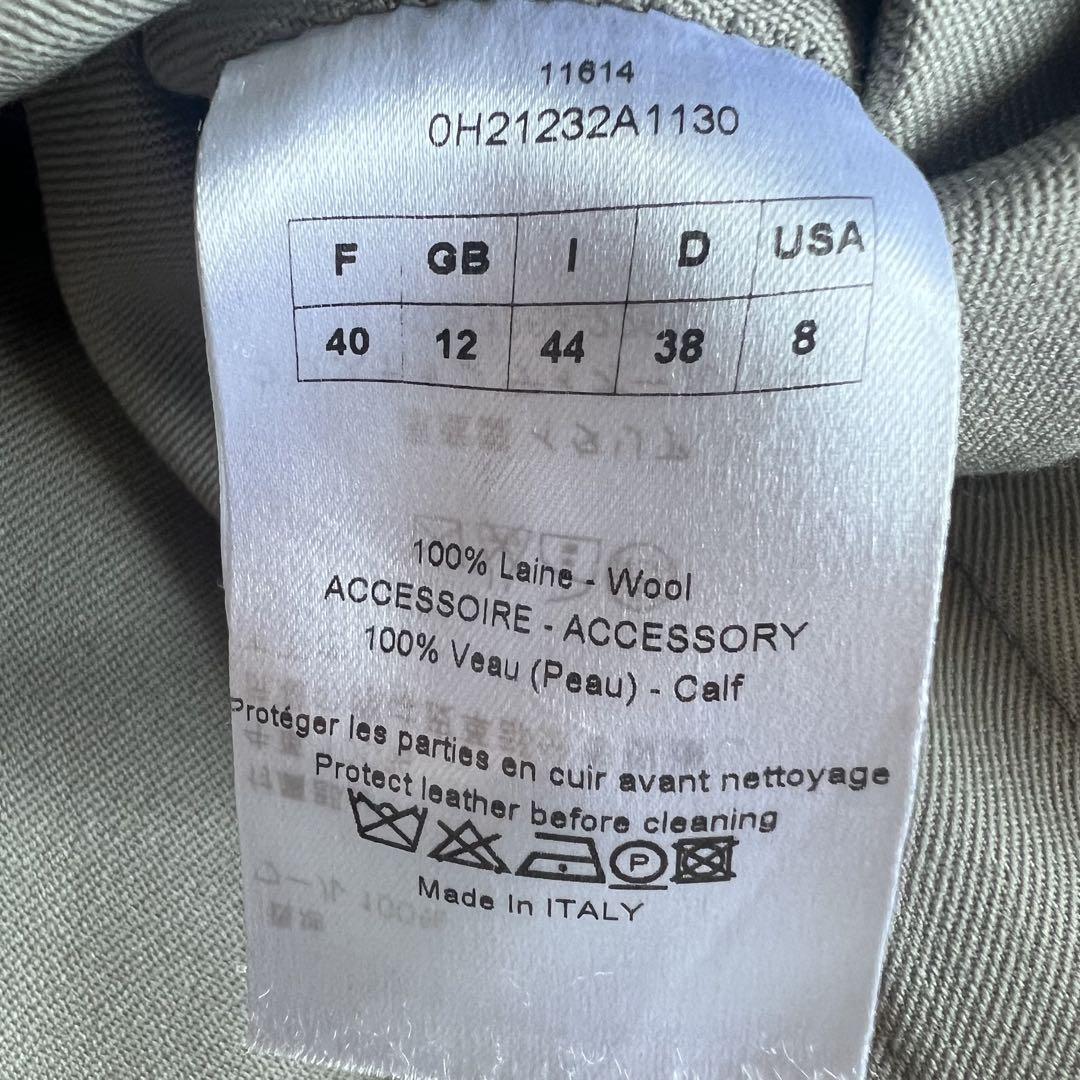 11614
0H21232A1130
F GB I D USA
40 12 44 38 8
100% Laine - Wool
ACCESSOIRE - ACCESSORY
100% Veau (Peau) - Calf
Protéger les parties en cuir avant nettoyage
Protect leather before cleaning
P
Made In ITALY